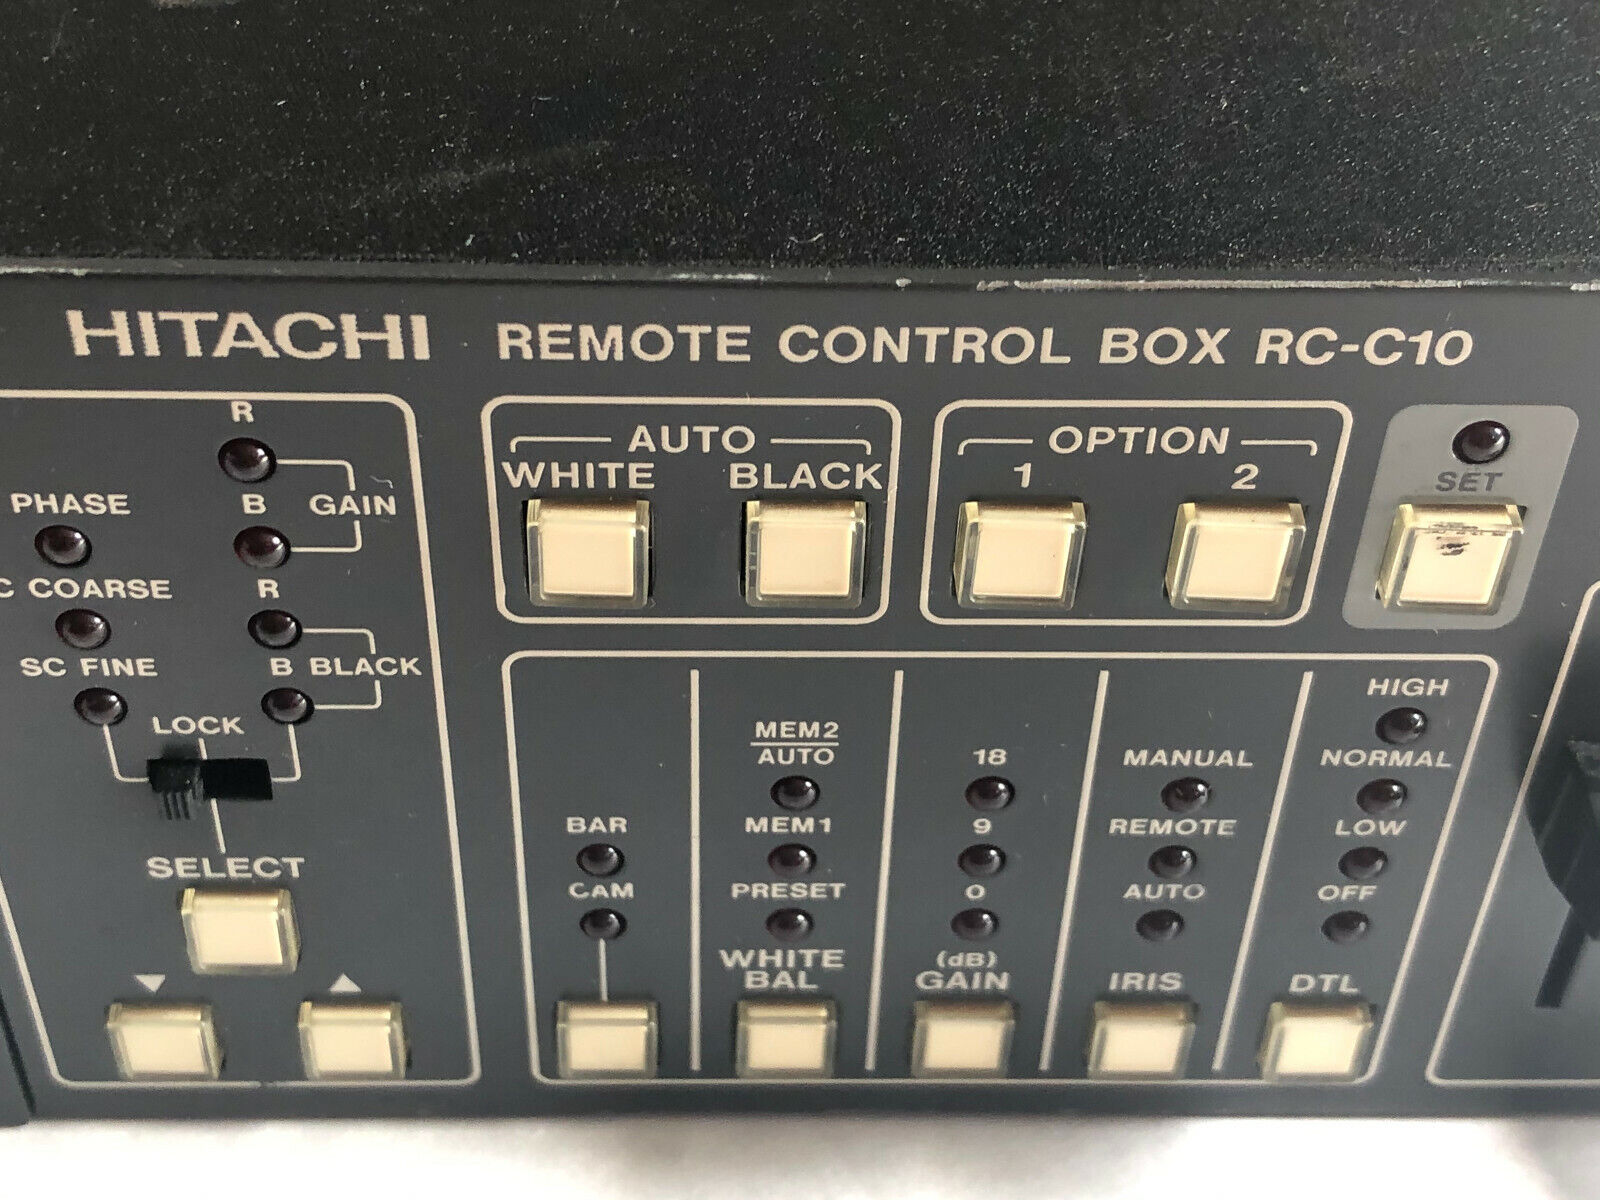 HITACHI REMOTE CONTROL BOX RC-C10
R
PHASE
B GAIN
C COARSE
R
SC FINE
B BLACK
LOCK
SELECT
▼ ▲
AUTO
WHITE BLACK
OPTION
1 2
SET
BAR
CAM
MEM2
AUTO
MEM1
PRESET
WHITE
BAL
18
9
0
(dB)
GAIN
MANUAL
REMOTE
AUTO
IRIS
HIGH
NORMAL
LOW
OFF
DTL